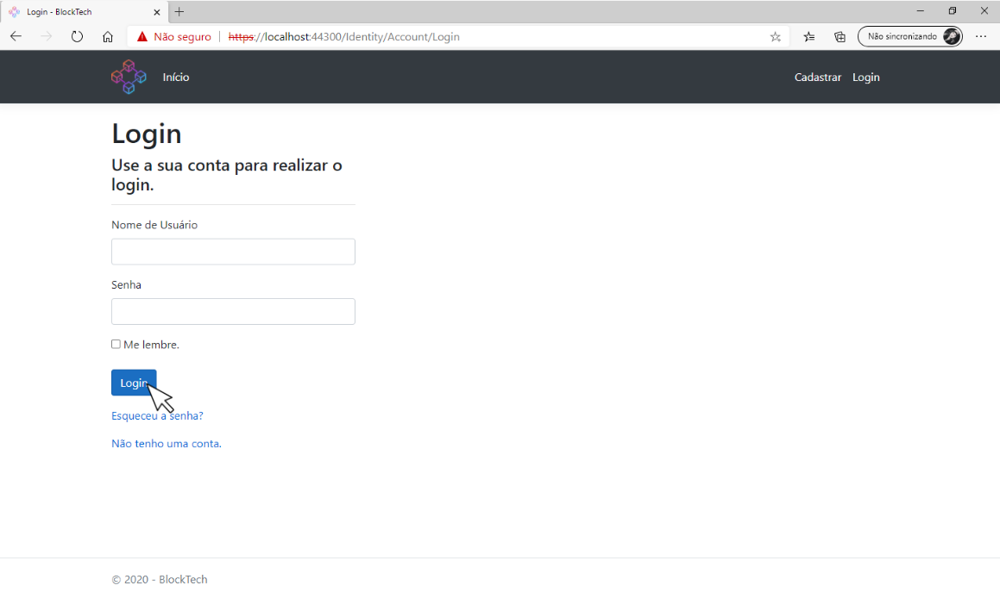 Login - BlockTech
Não seguro | https://localhost:44300/Identity/Account/Login
Não sincronizando
Início
Cadastrar Login
Login
Use a sua conta para realizar o
login.
Nome de Usuário
Senha
Me lembre.
Login
Esqueceu a senha?
Não tenho uma conta.
© 2020 - BlockTech